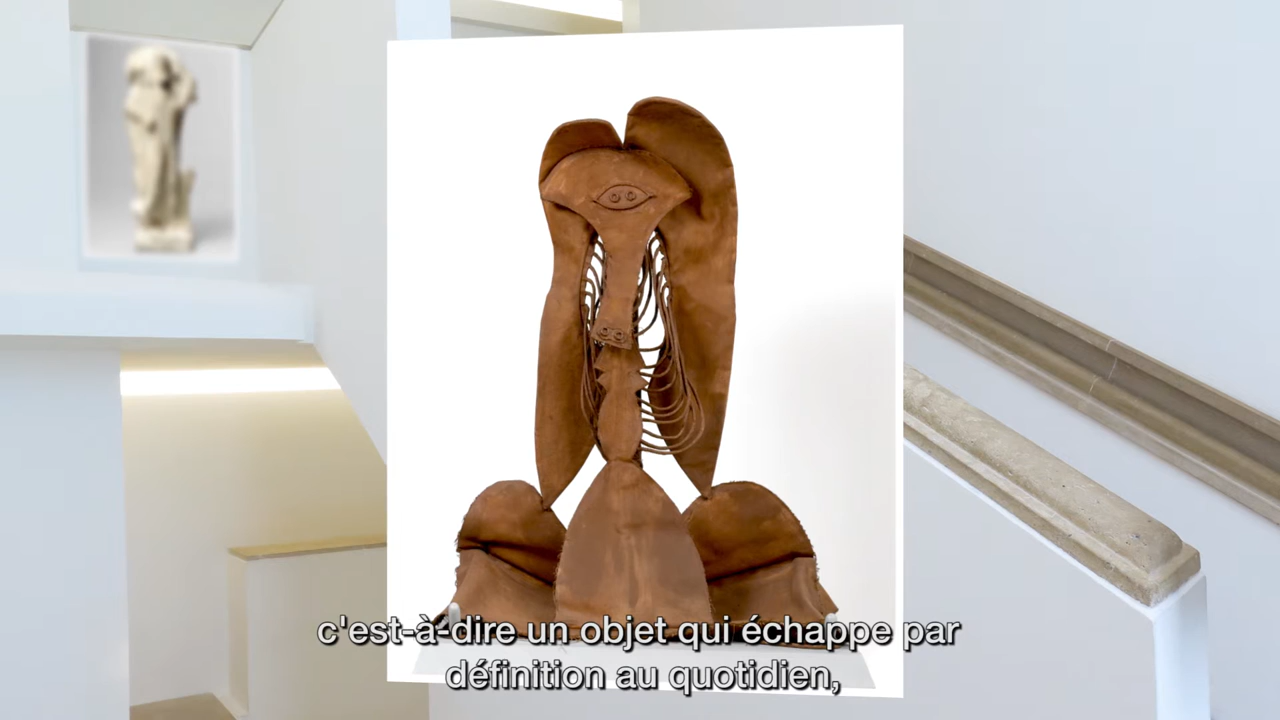 c'est-à-dire un objet qui échappe par
définition au quotidien,